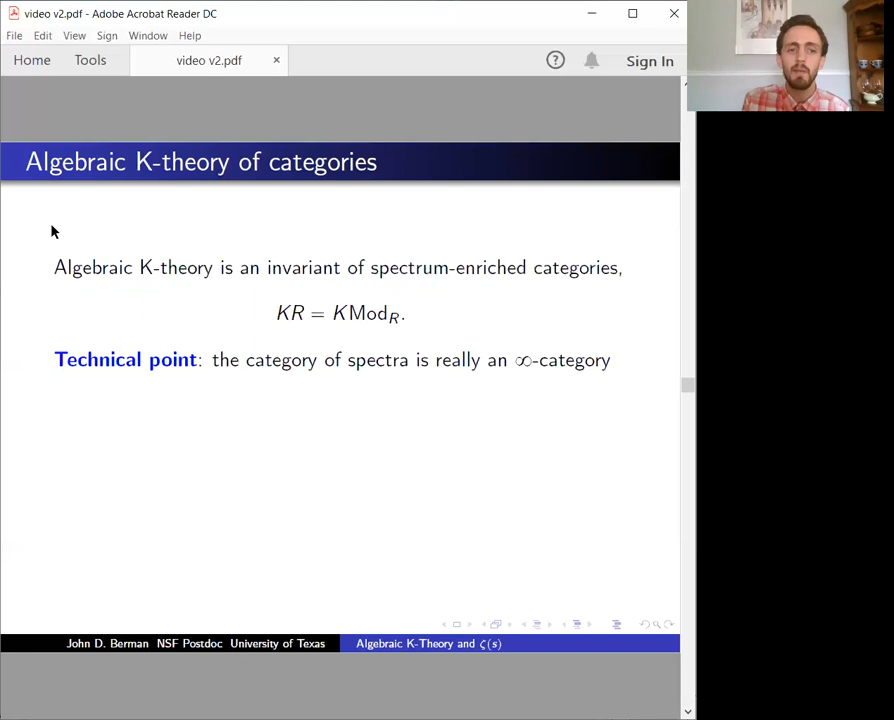 video v2.pdf - Adobe Acrobat Reader DC
File Edit View Sign Window Help
Home Tools video v2.pdf × ? Sign In
Algebraic K-theory of categories
Algebraic K-theory is an invariant of spectrum-enriched categories,
KR = KMod_R.
Technical point: the category of spectra is really an ∞-category
John D. Berman NSF Postdoc University of Texas Algebraic K-Theory and ζ(s)